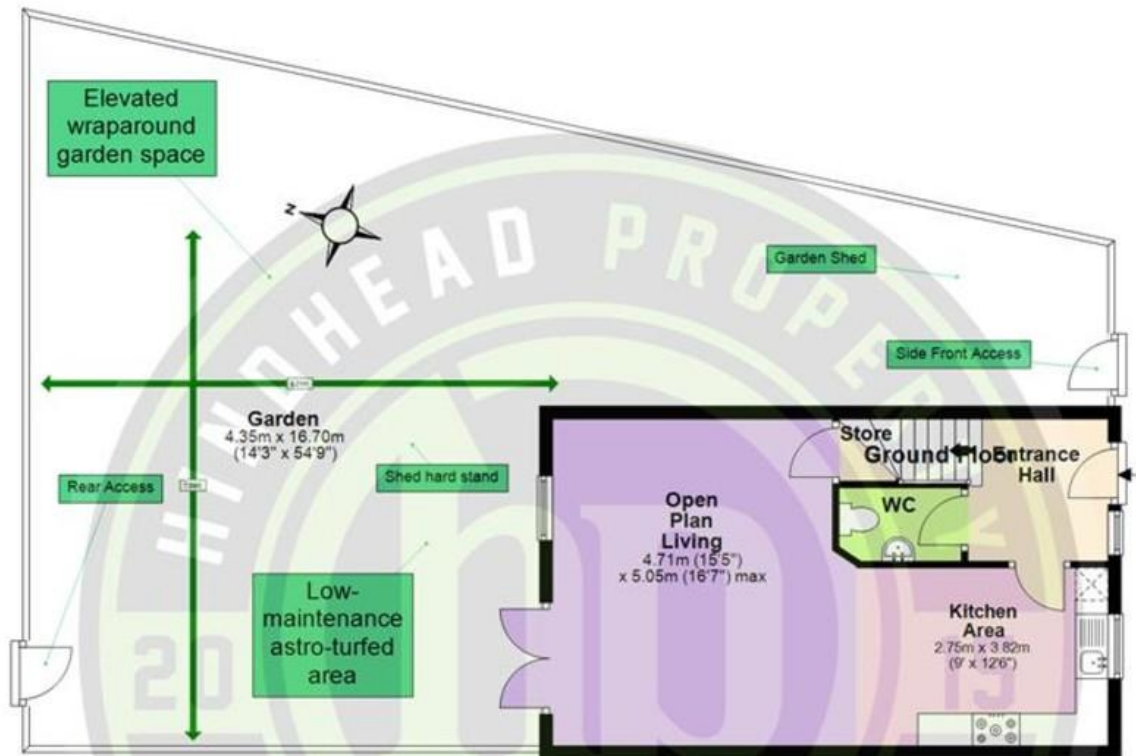 Elevated
wraparound
garden space
N
HINDHEAD PROPERTY
Garden Shed
Side Front Access
Garden
4.35m x 16.70m
(14'3" x 54'9")
Rear Access
Shed hard stand
Low-
maintenance
astro-turfed
area
Store
Ground Floor
Entrance
Hall
WC
Open
Plan
Living
4.71m (15'5")
x 5.05m (16'7") max
Kitchen
Area
2.75m x 3.82m
(9' x 12'6")
20
15